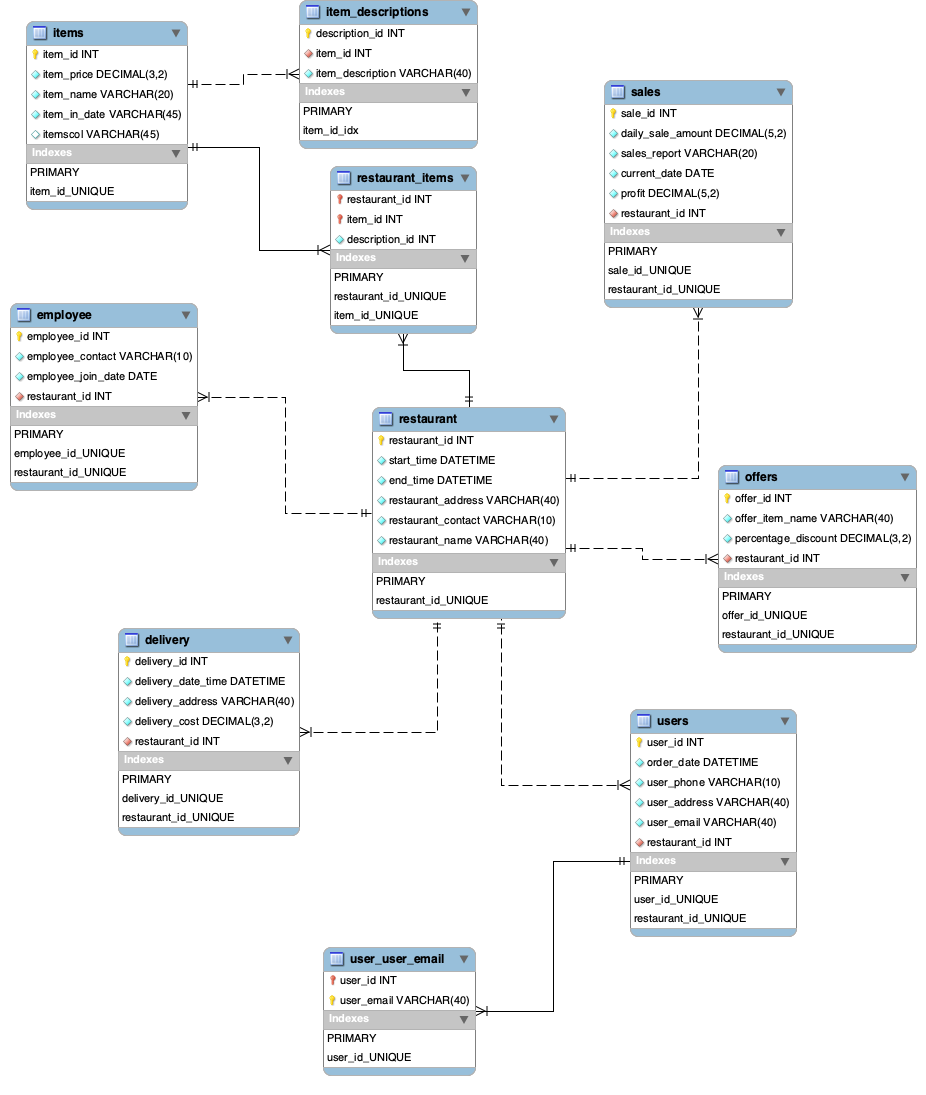 items
item_id INT
item_price DECIMAL(3,2)
item_name VARCHAR(20)
item_in_date VARCHAR(45)
itemscol VARCHAR(45)
Indexes
PRIMARY
item_id_UNIQUE
item_descriptions
description_id INT
item_id INT
item_description VARCHAR(40)
Indexes
PRIMARY
item_id_idx
restaurant_items
restaurant_id INT
item_id INT
description_id INT
Indexes
PRIMARY
restaurant_id_UNIQUE
item_id_UNIQUE
sales
sale_id INT
daily_sale_amount DECIMAL(5,2)
sales_report VARCHAR(20)
current_date DATE
profit DECIMAL(5,2)
restaurant_id INT
Indexes
PRIMARY
sale_id_UNIQUE
restaurant_id_UNIQUE
employee
employee_id INT
employee_contact VARCHAR(10)
employee_join_date DATE
restaurant_id INT
Indexes
PRIMARY
employee_id_UNIQUE
restaurant_id_UNIQUE
restaurant
restaurant_id INT
start_time DATETIME
end_time DATETIME
restaurant_address VARCHAR(40)
restaurant_contact VARCHAR(10)
restaurant_name VARCHAR(40)
Indexes
PRIMARY
restaurant_id_UNIQUE
offers
offer_id INT
offer_item_name VARCHAR(40)
percentage_discount DECIMAL(3,2)
restaurant_id INT
Indexes
PRIMARY
offer_id_UNIQUE
restaurant_id_UNIQUE
delivery
delivery_id INT
delivery_date_time DATETIME
delivery_address VARCHAR(40)
delivery_cost DECIMAL(3,2)
restaurant_id INT
Indexes
PRIMARY
delivery_id_UNIQUE
restaurant_id_UNIQUE
users
user_id INT
order_date DATETIME
user_phone VARCHAR(10)
user_address VARCHAR(40)
user_email VARCHAR(40)
restaurant_id INT
Indexes
PRIMARY
user_id_UNIQUE
restaurant_id_UNIQUE
user_user_email
user_id INT
user_email VARCHAR(40)
Indexes
PRIMARY
user_id_UNIQUE